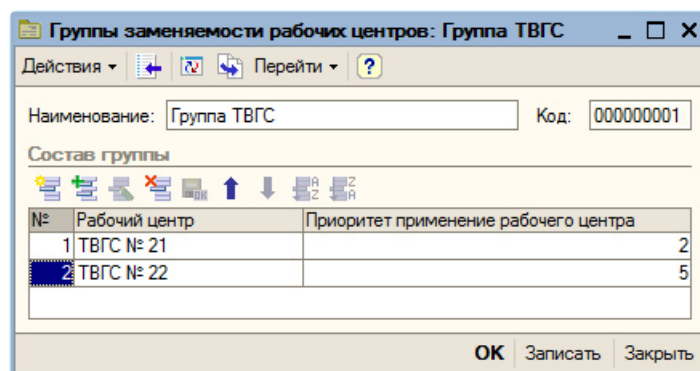 Группы заменяемости рабочих центров: Группа ТВГС
Действия Перейти ?
Наименование: Группа ТВГС Код: 000000001
Состав группы
№ Рабочий центр Приоритет применение рабочего центра
1 ТВГС № 21 2
2 ТВГС № 22 5
OK Записать Закрыть